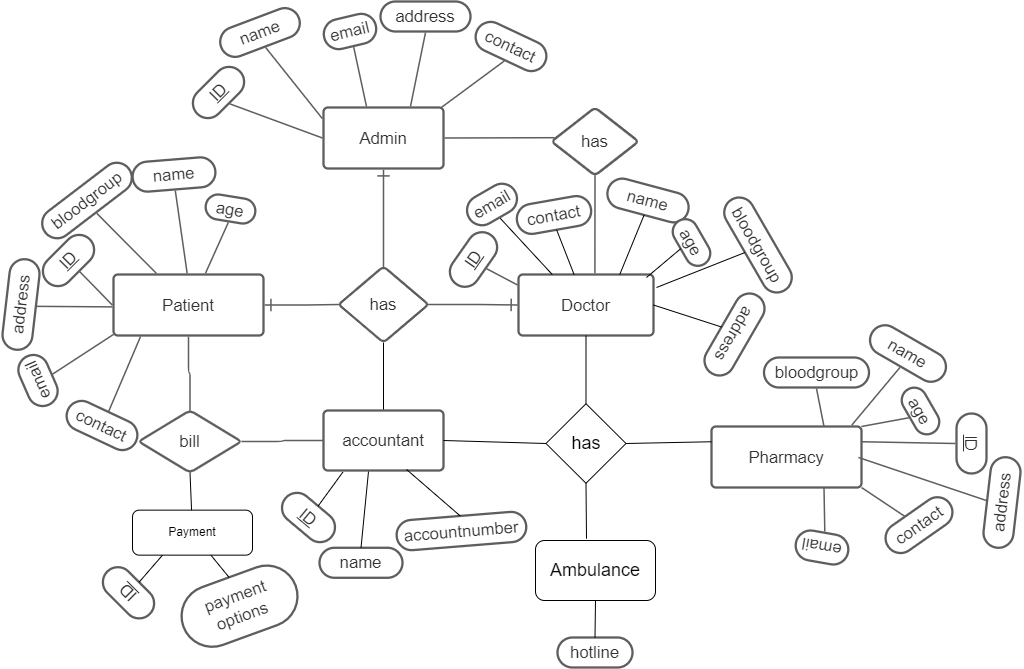 address
name
email
contact
ID
Admin
has
name
bloodgroup
age
ID
address
Patient
email
contact
email
contact
name
age
bloodgroup
ID
Doctor
address
has
bill
accountant
has
bloodgroup
name
age
ID
Pharmacy
address
contact
email
ID
name
accountnumber
Payment
ID
payment
options
Ambulance
hotline